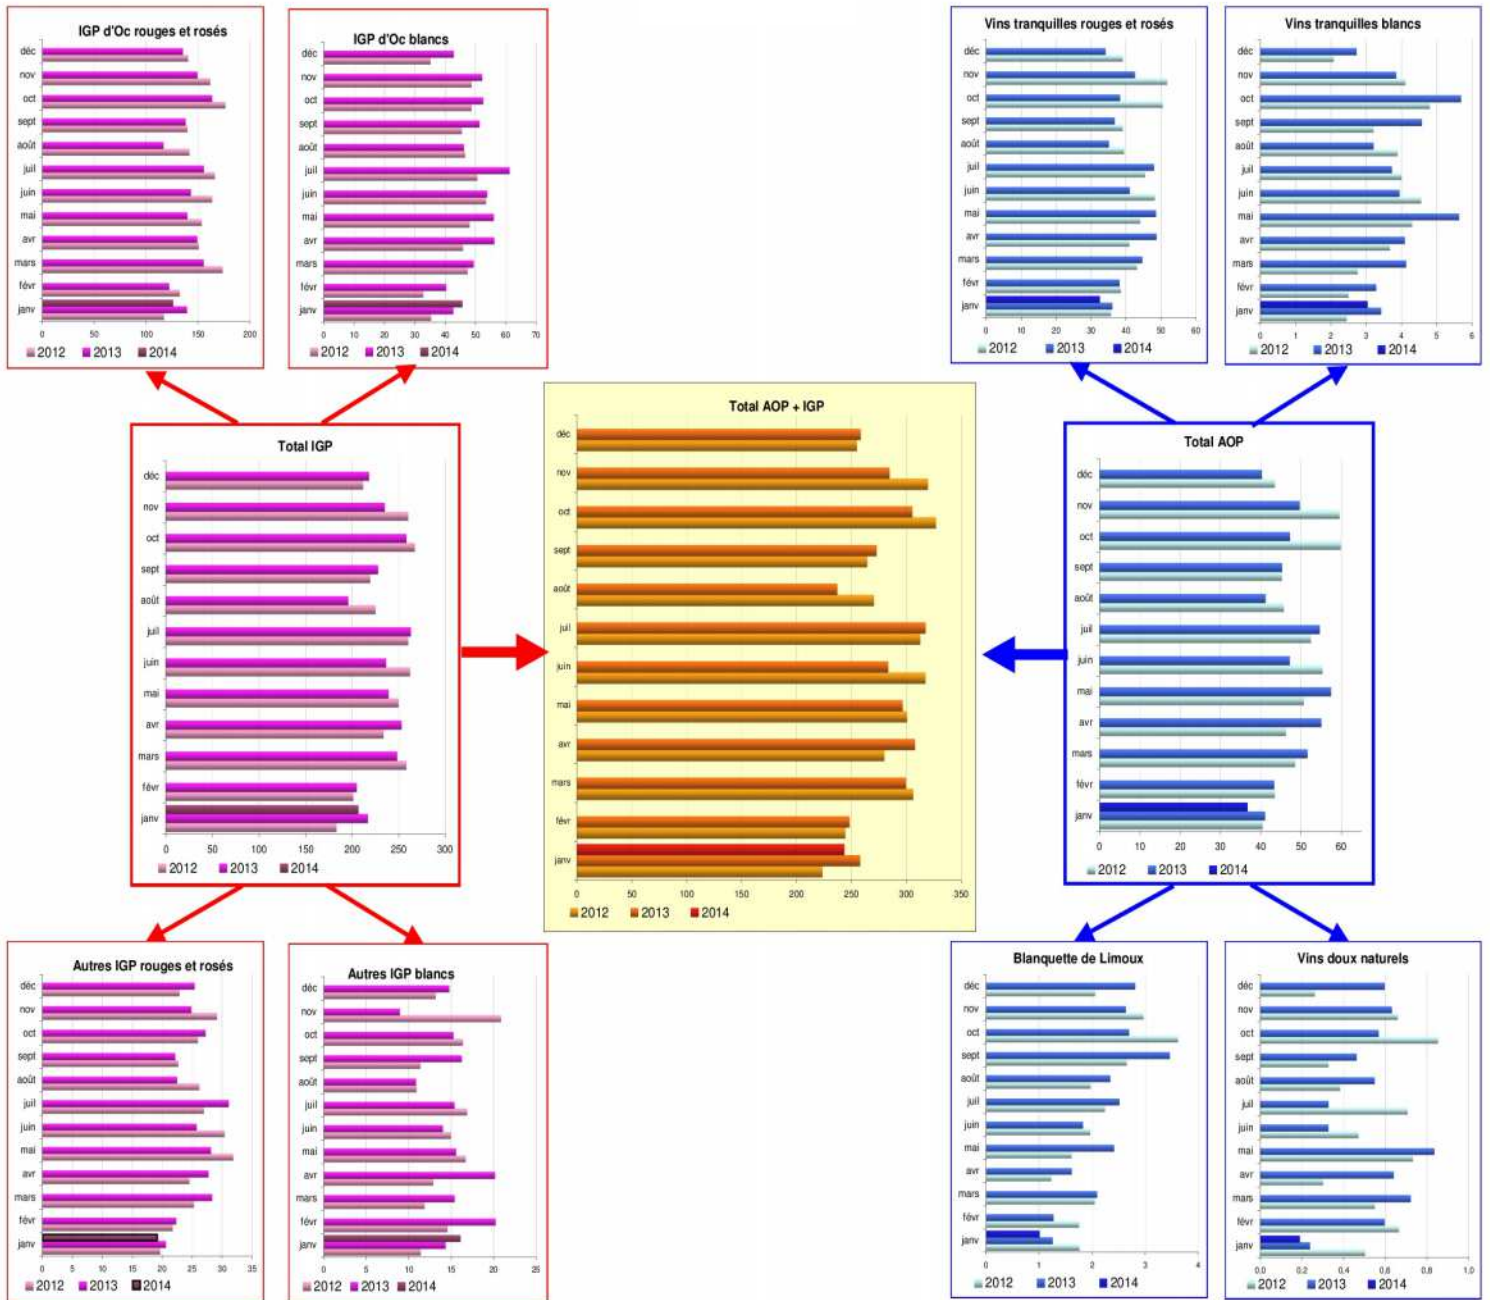 IGP d'Oc rouges et rosés
déc
nov
oct
sept
août
juil
juin
mai
avr
mars
févr
janv
0 50 100 150 200
2012 2013 2014
IGP d'Oc blancs
déc
nov
oct
sept
août
juil
juin
mai
avr
mars
févr
janv
0 10 20 30 40 50 60 70
2012 2013 2014
Vins tranquilles rouges et rosés
déc
nov
oct
sept
août
juil
juin
mai
avr
mars
févr
janv
0 10 20 30 40 50 60
2012 2013 2014
Vins tranquilles blancs
déc
nov
oct
sept
août
juil
juin
mai
avr
mars
févr
janv
0 1 2 3 4 5 6
2012 2013 2014
Total IGP
déc
nov
oct
sept
août
juil
juin
mai
avr
mars
févr
janv
0 50 100 150 200 250 300
2012 2013 2014
Total AOP + IGP
déc
nov
oct
sept
août
juil
juin
mai
avr
mars
févr
janv
0 50 100 150 200 250 300 350
2012 2013 2014
Total AOP
déc
nov
oct
sept
août
juil
juin
mai
avr
mars
févr
janv
0 10 20 30 40 50 60
2012 2013 2014
Autres IGP rouges et rosés
déc
nov
oct
sept
août
juil
juin
mai
avr
mars
févr
janv
0 5 10 15 20 25 30 35
2012 2013 2014
Autres IGP blancs
déc
nov
oct
sept
août
juil
juin
mai
avr
mars
févr
janv
0 5 10 15 20 25
2012 2013 2014
Blanquette de Limoux
déc
nov
oct
sept
août
juil
juin
mai
avr
mars
févr
janv
0 1 2 3 4
2012 2013 2014
Vins doux naturels
déc
nov
oct
sept
août
juil
juin
mai
avr
mars
févr
janv
0,0 0,2 0,4 0,6 0,8 1,0
2012 2013 2014